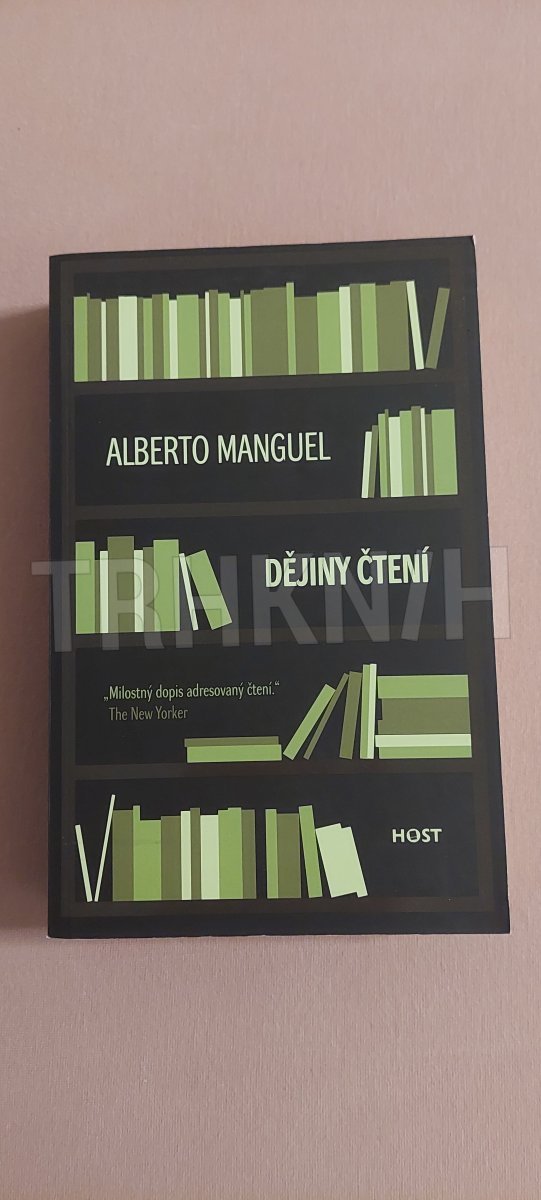 ALBERTO MANGUEL
DĚJINY ČTENÍ
TRHKNIH
„Milostný dopis adresovaný čtení.“
The New Yorker
HOST